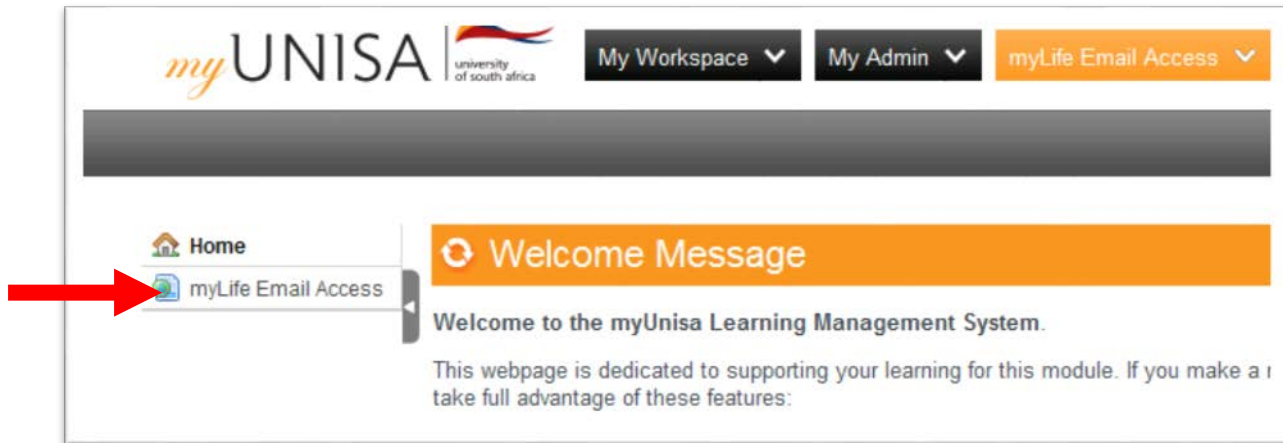 myUNISA
university
of south africa
My Workspace
My Admin
myLife Email Access
Home
myLife Email Access
Welcome Message
Welcome to the myUnisa Learning Management System.
This webpage is dedicated to supporting your learning for this module. If you make a
take full advantage of these features: